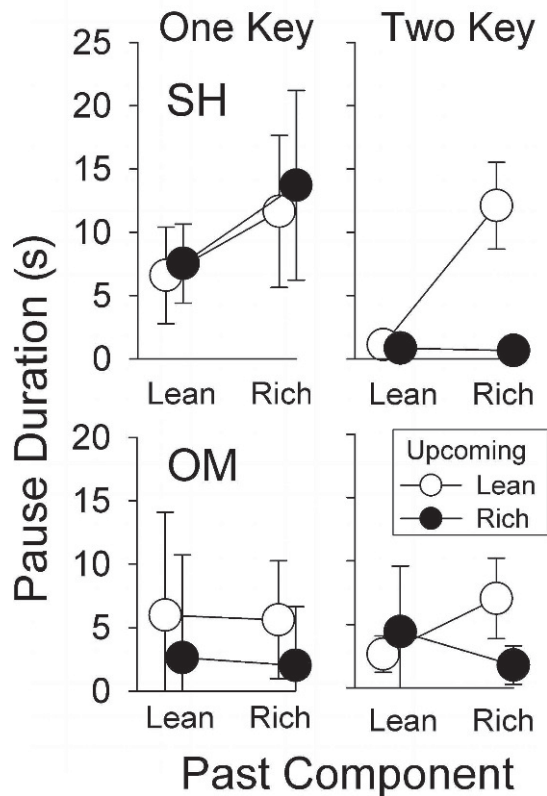 One Key
Two Key
25
20
15
10
5
0
SH
Lean
Rich
Lean
Rich
Pause Duration (s)
20
15
10
5
0
OM
Upcoming
Lean
Rich
Lean
Rich
Lean
Rich
Past Component